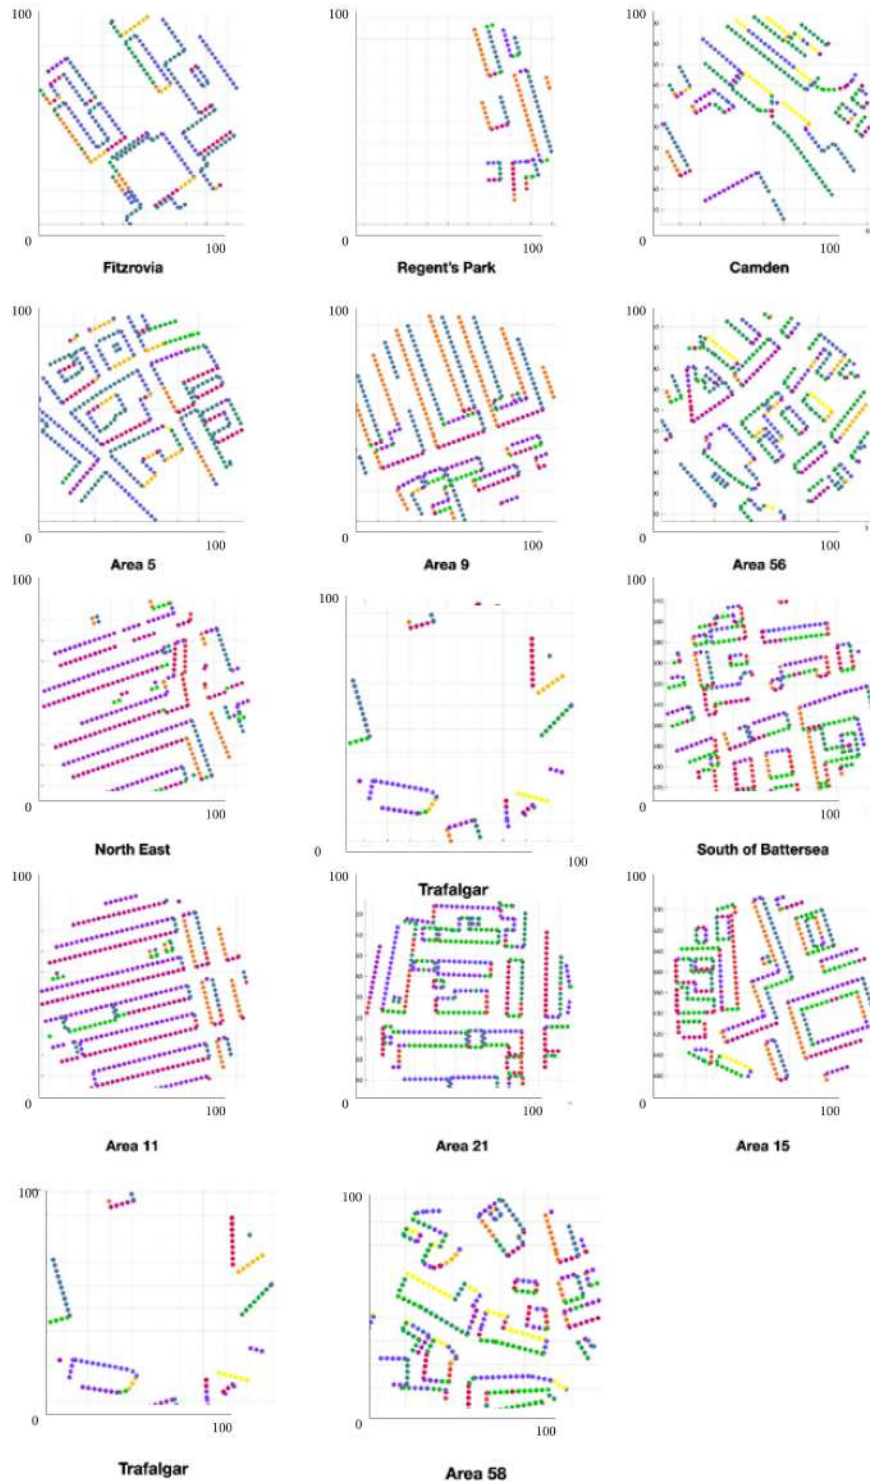 100 100 100
0 100 0 100 0 100
Fitzrovia Regent's Park Camden
100 100 100
0 100 0 100 0 100
Area 5 Area 9 Area 56
100 100 100
0 100 0 100 0 100
North East Trafalgar South of Battersea
100 100 100
0 100 0 100 0 100
Area 11 Area 21 Area 15
100 100
0 100 0 100
Trafalgar Area 58